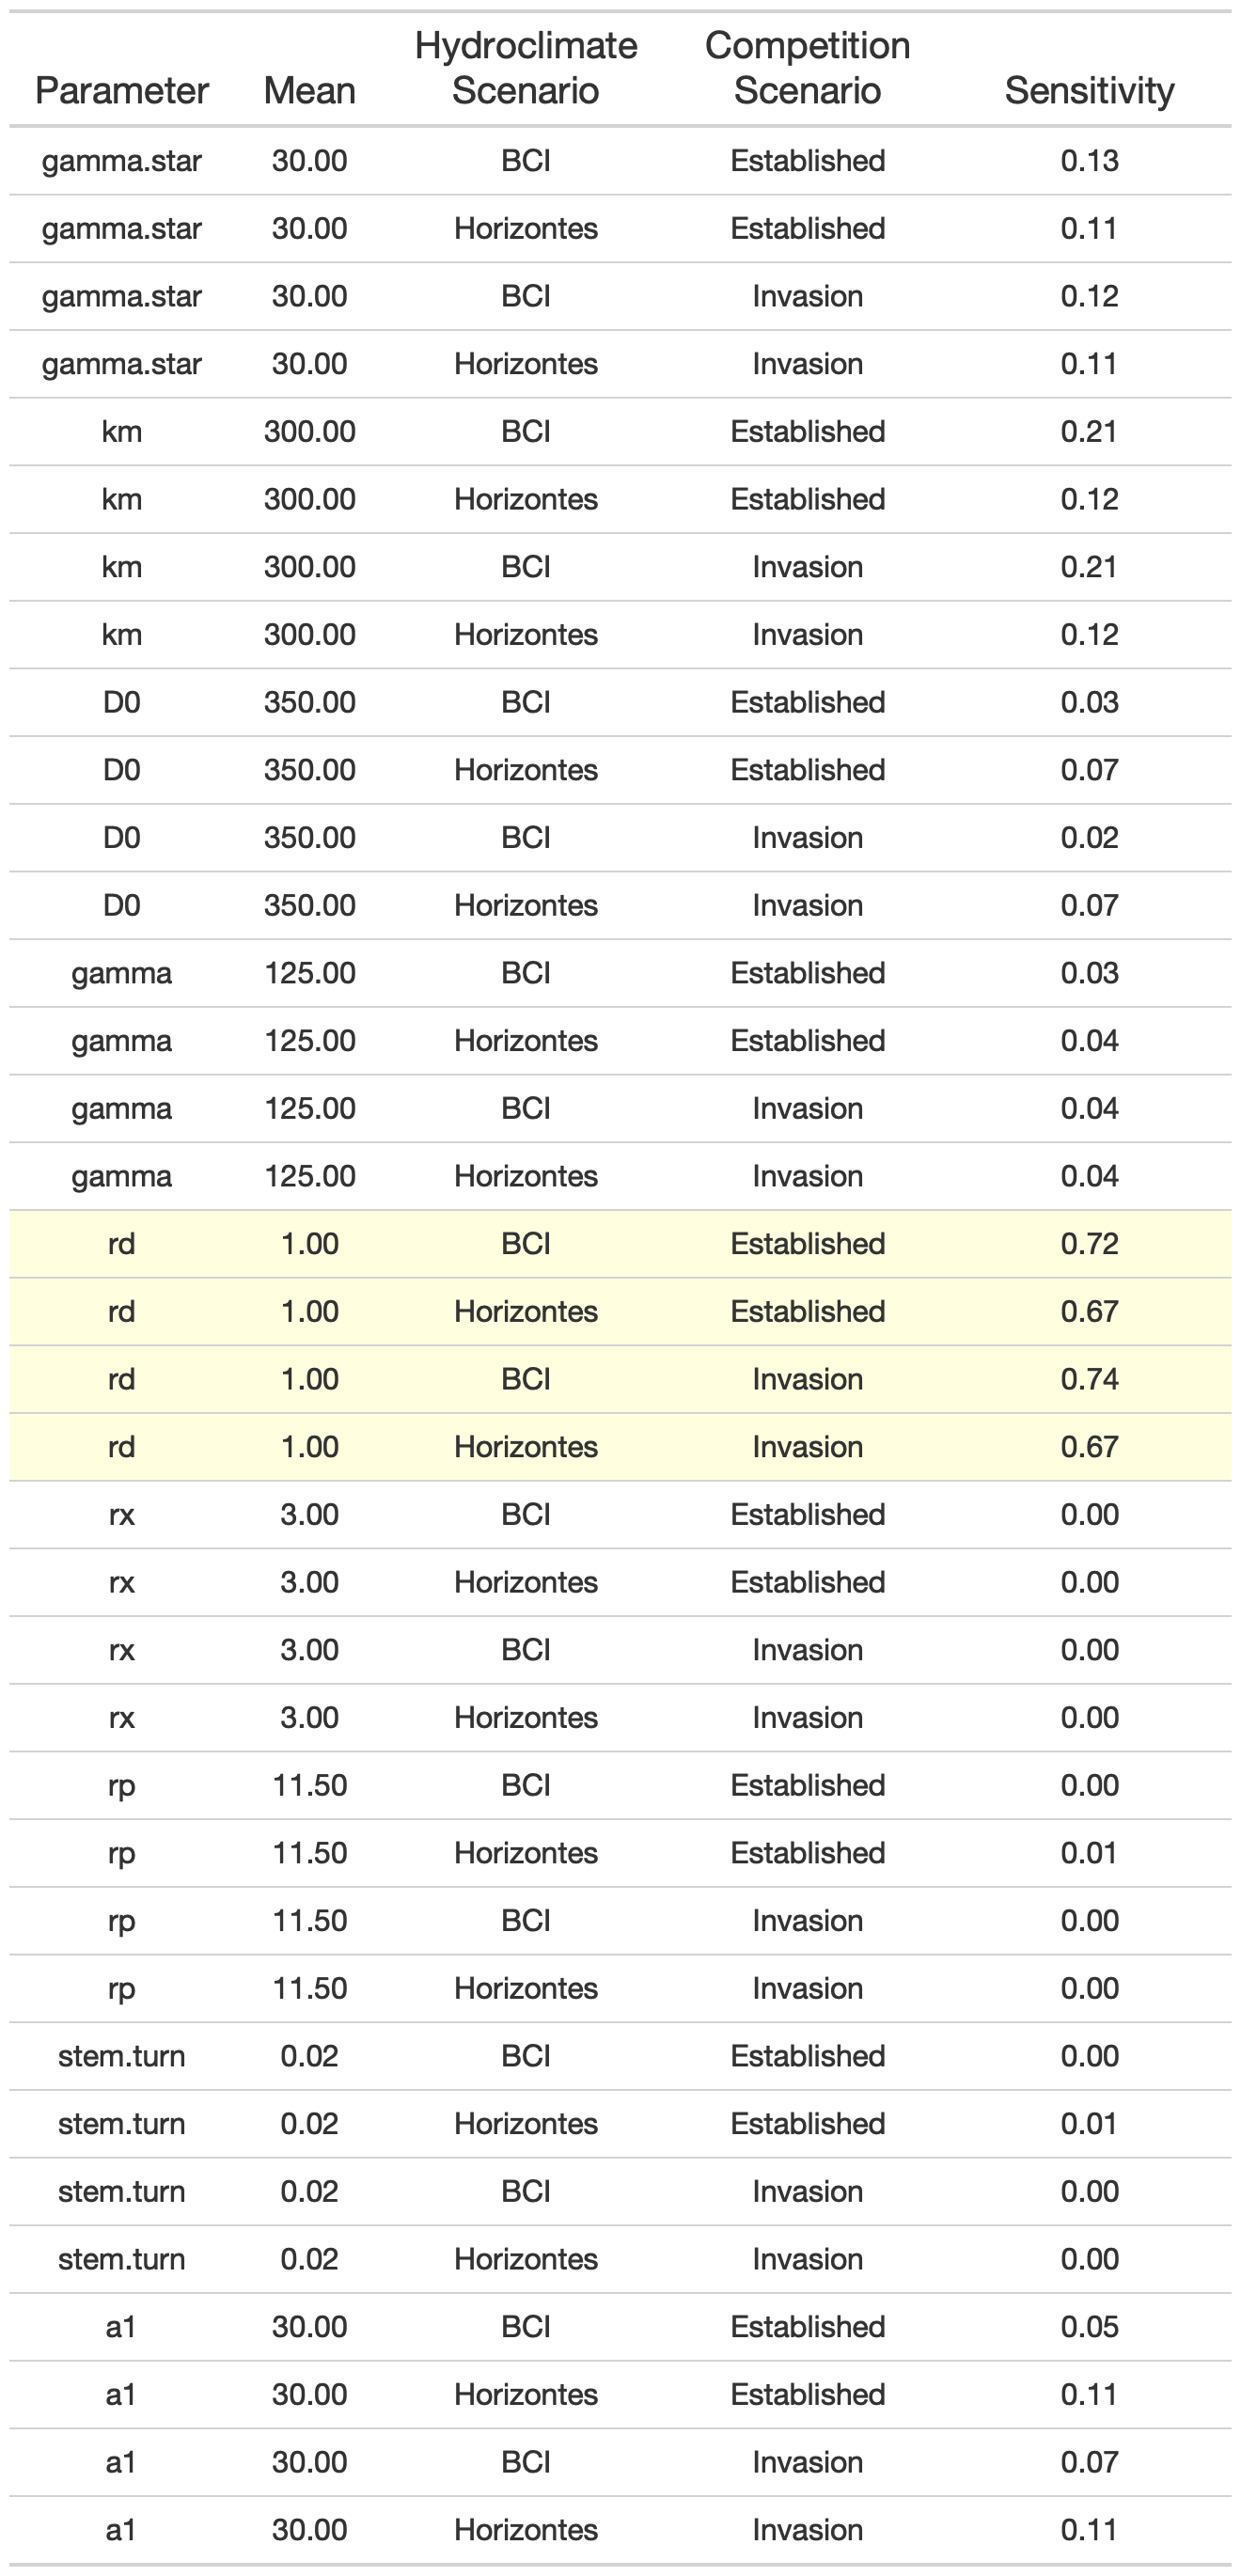 Parameter Mean Hydroclimate Scenario Competition Scenario Sensitivity
gamma.star 30.00 BCI Established 0.13
gamma.star 30.00 Horizontes Established 0.11
gamma.star 30.00 BCI Invasion 0.12
gamma.star 30.00 Horizontes Invasion 0.11
km 300.00 BCI Established 0.21
km 300.00 Horizontes Established 0.12
km 300.00 BCI Invasion 0.21
km 300.00 Horizontes Invasion 0.12
D0 350.00 BCI Established 0.03
D0 350.00 Horizontes Established 0.07
D0 350.00 BCI Invasion 0.02
D0 350.00 Horizontes Invasion 0.07
gamma 125.00 BCI Established 0.03
gamma 125.00 Horizontes Established 0.04
gamma 125.00 BCI Invasion 0.04
gamma 125.00 Horizontes Invasion 0.04
rd 1.00 BCI Established 0.72
rd 1.00 Horizontes Established 0.67
rd 1.00 BCI Invasion 0.74
rd 1.00 Horizontes Invasion 0.67
rx 3.00 BCI Established 0.00
rx 3.00 Horizontes Established 0.00
rx 3.00 BCI Invasion 0.00
rx 3.00 Horizontes Invasion 0.00
rp 11.50 BCI Established 0.00
rp 11.50 Horizontes Established 0.01
rp 11.50 BCI Invasion 0.00
rp 11.50 Horizontes Invasion 0.00
stem.turn 0.02 BCI Established 0.00
stem.turn 0.02 Horizontes Established 0.01
stem.turn 0.02 BCI Invasion 0.00
stem.turn 0.02 Horizontes Invasion 0.00
a1 30.00 BCI Established 0.05
a1 30.00 Horizontes Established 0.11
a1 30.00 BCI Invasion 0.07
a1 30.00 Horizontes Invasion 0.11